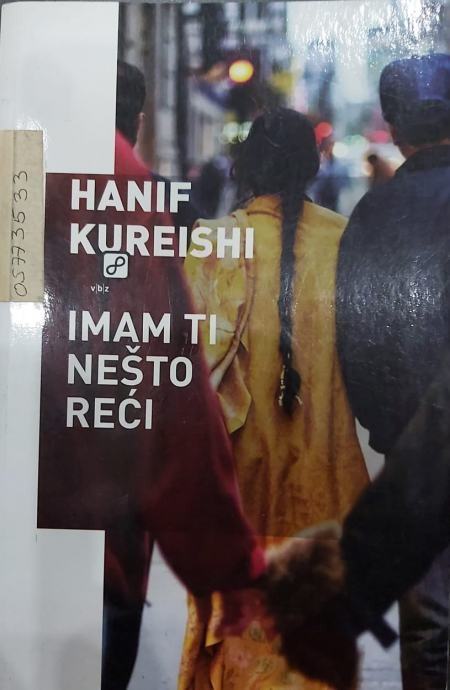 HANIF
KUREISHI
v|b|z
IMAM TI
NEŠTO
REĆI
05773533